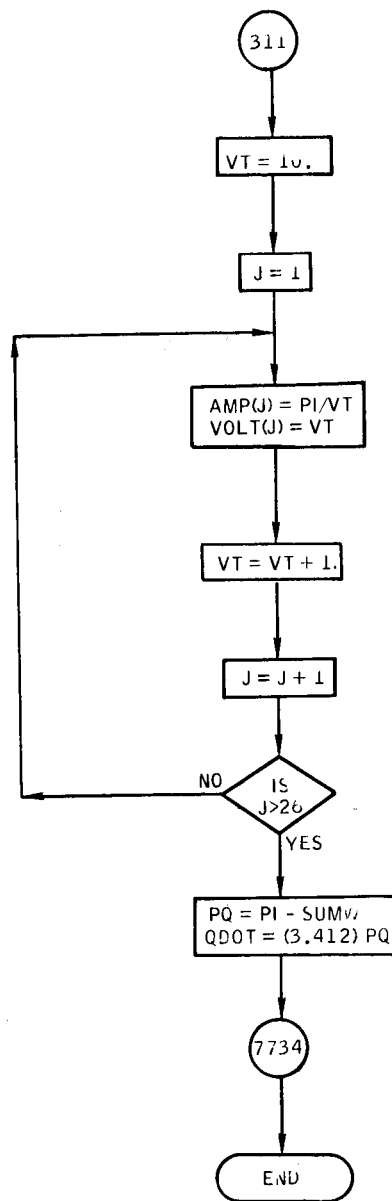 311
VT = 10.
J = 1
AMP(J) = PI/VT
VOLT(J) = VT
VT = VT + 1.
J = J + 1
IS
J>26
NO
YES
PQ = PI - SUMW
QDOT = (3.412) PQ
7734
END